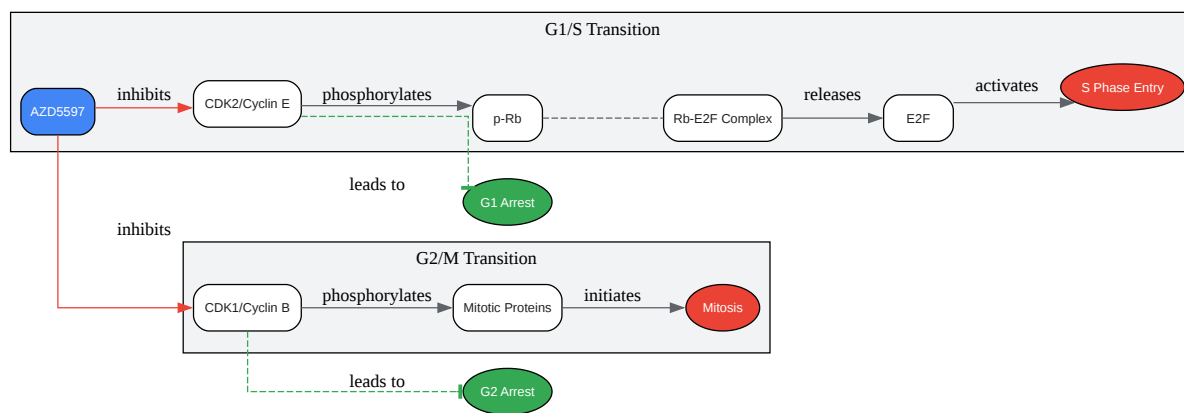 G1/S Transition
AZD5597
inhibits
CDK2/Cyclin E
phosphorylates
p-Rb
Rb-E2F Complex
releases
E2F
activates
S Phase Entry
leads to
G1 Arrest
inhibits
G2/M Transition
CDK1/Cyclin B
phosphorylates
Mitotic Proteins
initiates
Mitosis
leads to
G2 Arrest